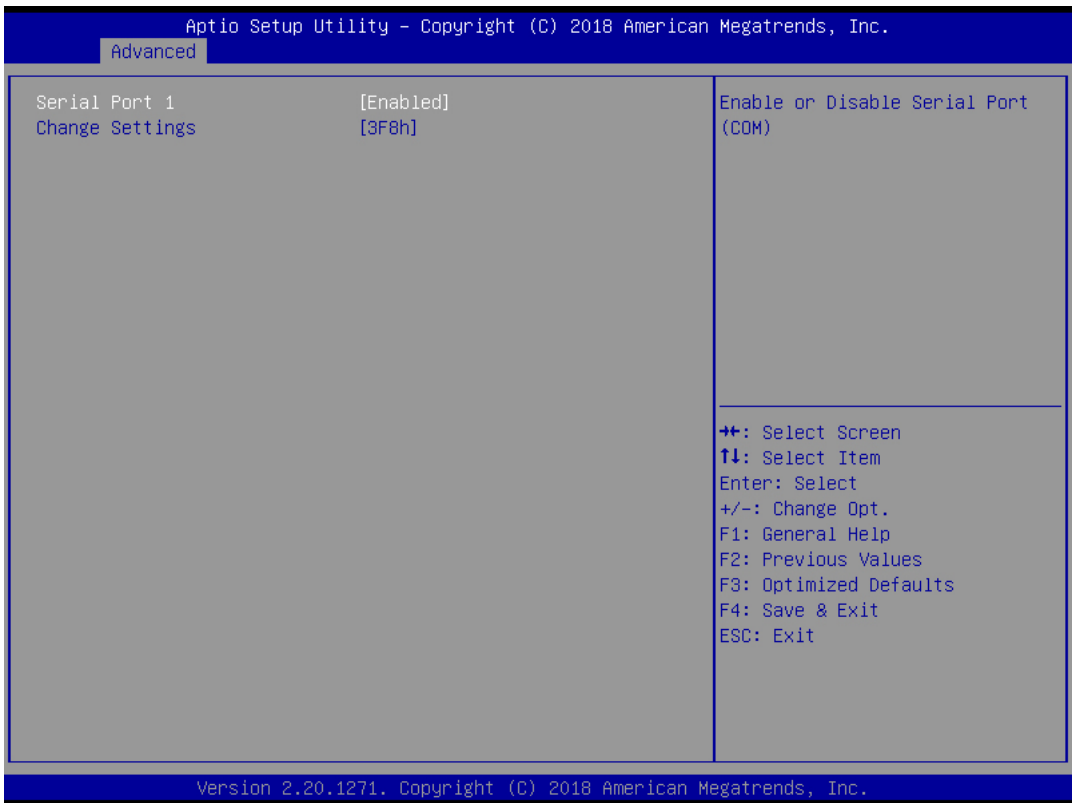 Aptio Setup Utility – Copyright (C) 2018 American Megatrends, Inc.
Advanced
Serial Port 1 [Enabled]
Change Settings [3F8h]
Enable or Disable Serial Port
(COM)
→←: Select Screen
↑↓: Select Item
Enter: Select
+/-: Change Opt.
F1: General Help
F2: Previous Values
F3: Optimized Defaults
F4: Save & Exit
ESC: Exit
Version 2.20.1271. Copyright (C) 2018 American Megatrends, Inc.